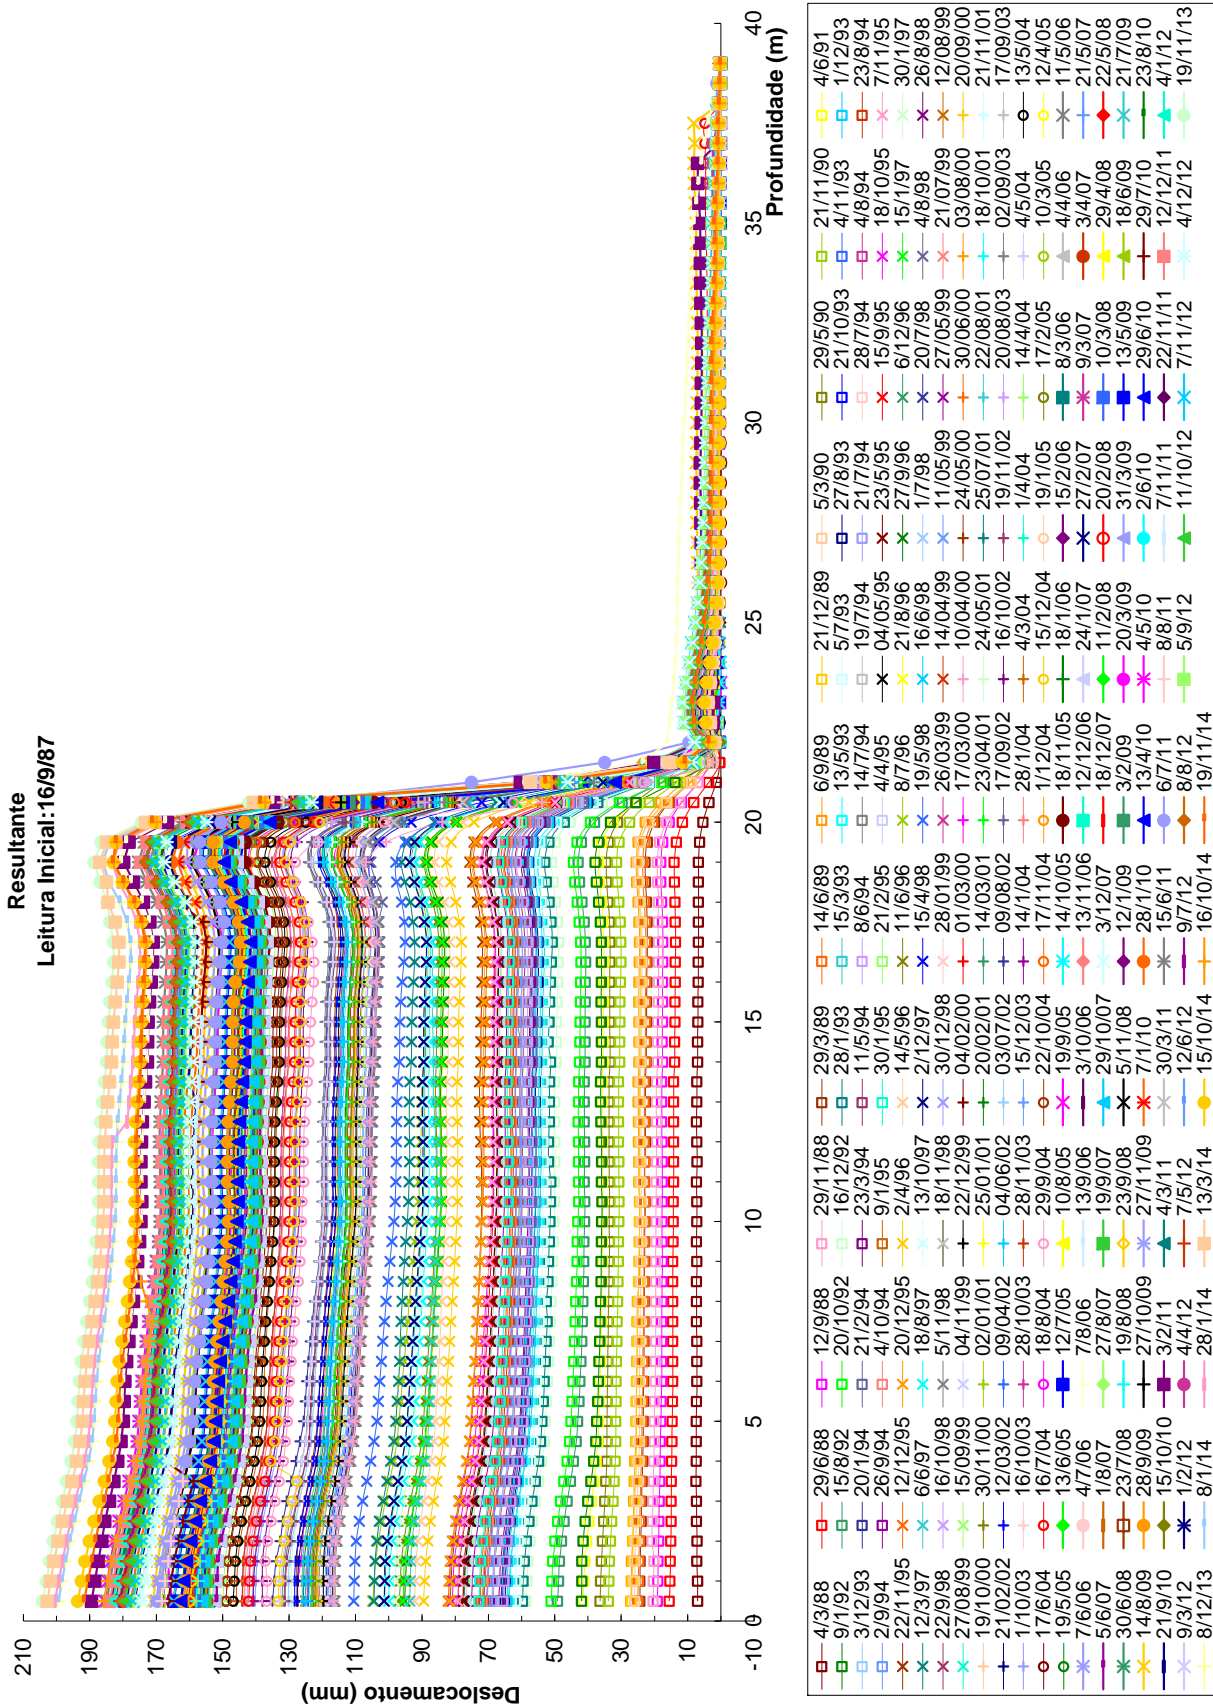 Resultante
Leitura Inicial:16/9/87
210
190
170
150
130
110
90
70
50
30
10
-10
Deslocamento (mm)
0 5 10 15 20 25 30 35 40
Profundidade (m)
4/3/88 29/6/88 12/9/88 29/11/88 29/3/89 14/6/89 6/9/89 21/12/89 5/3/90 29/5/90 21/11/90 4/6/91
9/1/92 15/8/92 20/10/92 16/12/92 28/1/93 15/3/93 13/5/93 5/7/93 27/8/93 21/10/93 4/11/93 1/12/93
3/12/93 20/1/94 21/2/94 23/3/94 11/5/94 8/6/94 14/7/94 19/7/94 21/7/94 28/7/94 4/8/94 23/8/94
2/9/94 26/9/94 4/10/94 9/1/95 30/1/95 21/2/95 4/4/95 04/05/95 23/5/95 15/9/95 18/10/95 7/11/95
22/11/95 12/12/95 20/12/95 2/4/96 14/5/96 11/6/96 8/7/96 21/8/96 27/9/96 6/12/96 15/1/97 30/1/97
12/3/97 6/6/97 18/8/97 13/10/97 2/12/97 15/4/98 19/5/98 16/6/98 1/7/98 20/7/98 4/8/98 26/8/98
22/9/98 16/10/98 5/11/98 18/12/98 30/12/98 28/01/99 26/03/99 14/04/99 11/05/99 27/05/99 21/07/99 12/08/99
27/08/99 15/09/99 04/11/99 22/12/99 04/02/00 01/03/00 17/03/00 10/04/00 24/05/00 30/06/00 03/08/00 20/09/00
19/10/00 30/11/00 02/01/01 25/01/01 20/02/01 14/03/01 23/04/01 24/05/01 25/07/01 22/08/01 18/10/01 21/11/01
21/02/02 12/03/02 09/04/02 04/06/02 03/07/02 09/08/02 17/09/02 16/10/02 19/11/02 20/08/03 02/09/03 17/09/03
1/10/03 16/10/03 28/10/03 28/11/03 15/12/03 14/11/04 28/11/04 4/3/04 1/4/04 14/4/04 4/5/04 13/5/04
17/6/04 16/7/04 18/8/04 29/9/04 22/10/04 17/11/04 1/12/04 15/12/04 19/1/05 17/2/05 10/3/05 12/4/05
19/5/05 13/6/05 12/7/05 10/8/05 19/9/05 14/10/05 18/11/05 18/1/06 15/2/06 8/3/06 4/4/06 11/5/06
7/6/06 4/7/06 7/8/06 13/9/06 3/10/06 13/11/06 12/12/06 24/1/07 27/2/07 9/3/07 3/4/07 21/5/07
5/6/07 1/8/07 27/8/07 19/9/07 29/10/07 3/12/07 18/12/07 11/2/08 20/2/08 10/3/08 29/4/08 22/5/08
30/6/08 23/7/08 19/8/08 23/9/08 5/11/08 12/1/09 3/2/09 20/3/09 31/3/09 13/5/09 18/6/09 21/7/09
14/8/09 28/9/09 27/10/09 27/11/09 7/1/10 28/1/10 13/4/10 4/5/10 2/6/10 29/6/10 29/7/10 23/8/10
21/9/10 15/10/10 3/2/11 4/3/11 30/3/11 15/6/11 6/7/11 8/8/11 7/11/11 22/11/11 12/12/11 4/1/12
9/3/12 1/2/12 4/4/12 7/5/12 12/6/12 9/7/12 8/8/12 5/9/12 11/10/12 7/11/12 4/12/12 19/11/13
8/12/13 8/1/14 28/1/14 13/3/14 15/10/14 16/10/14 19/11/14